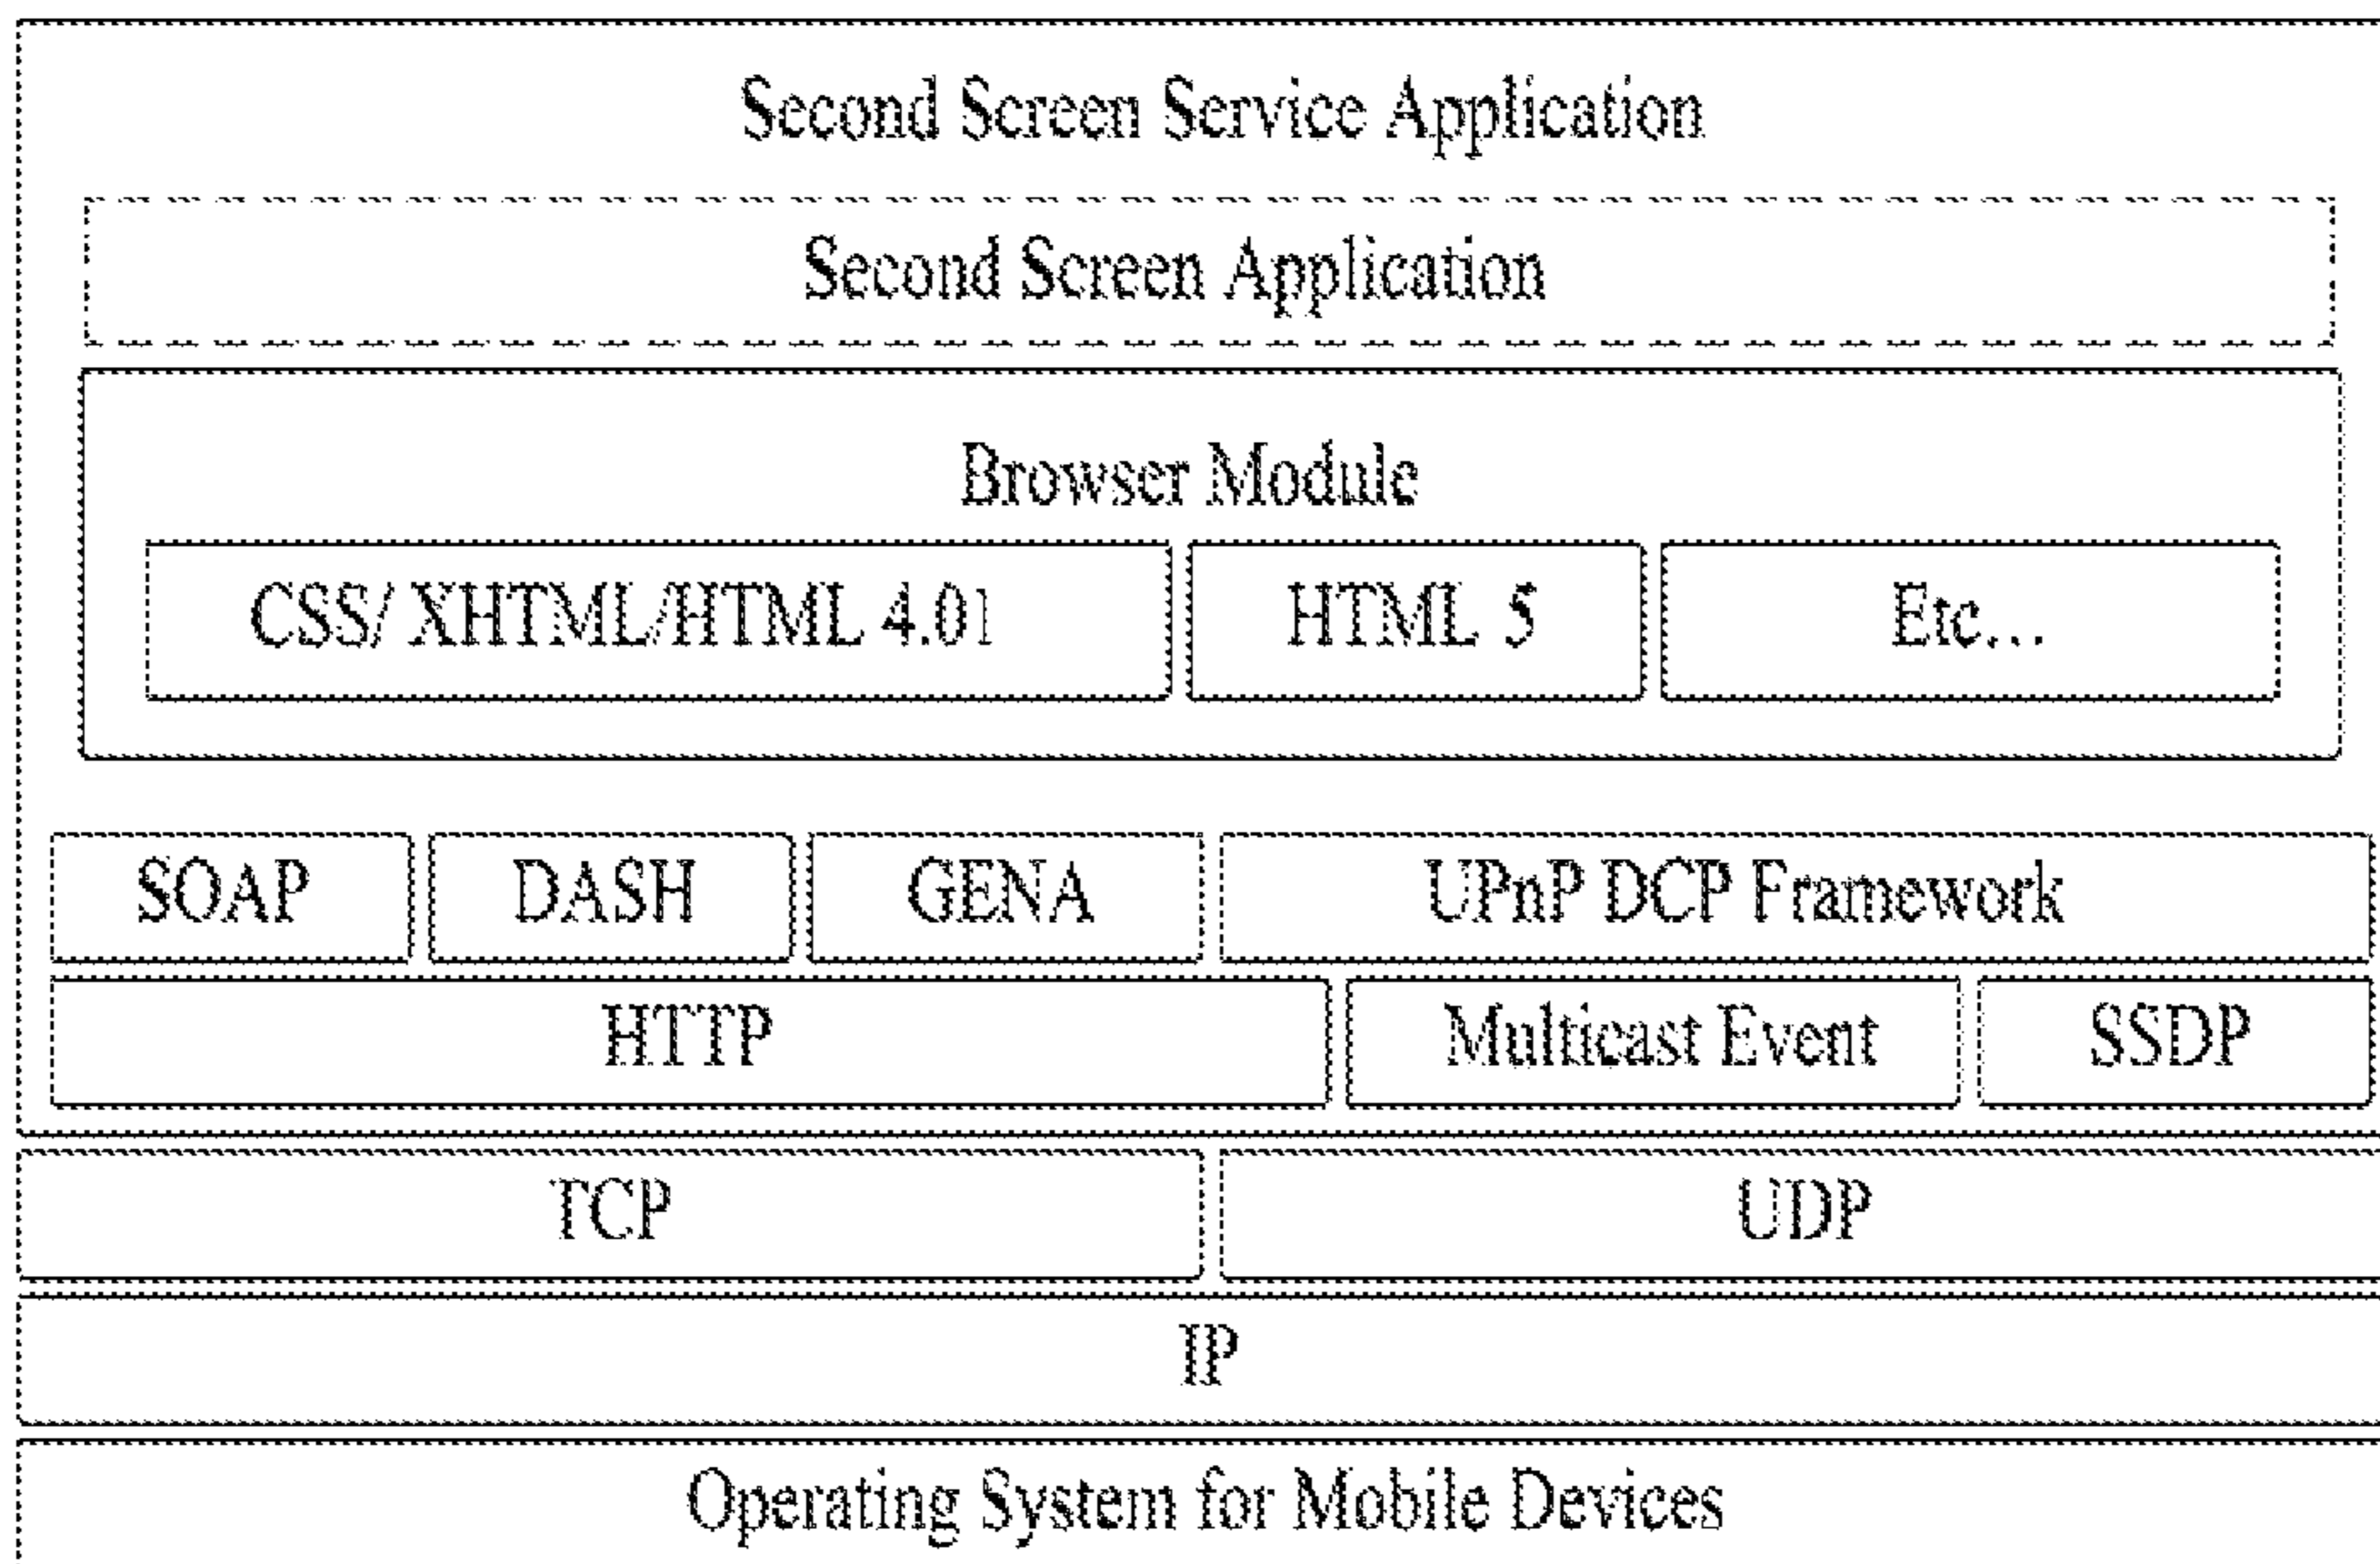 Second Screen Service Application
Second Screen Application
Browser Module
CSS/ XHTML/HTML 4.01 HTML 5 Etc...
SOAP DASH GENA UPnP DCP Framework
HTTP Multicast Event SSDP
TCP UDP
IP
Operating System for Mobile Devices